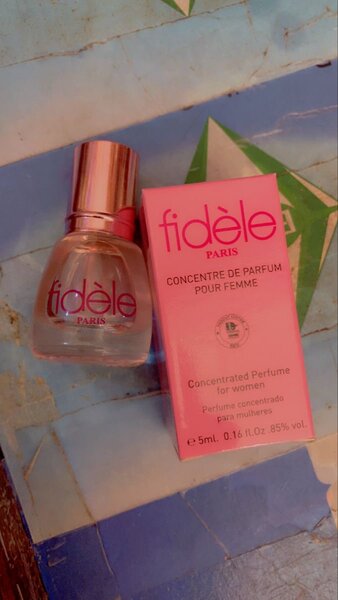 fidèle
PARIS
fidèle
PARIS
CONCENTRE DE PARFUM
POUR FEMME
Concentrated Perfume
for women
Perfume concentrado
para mulheres
℮ 5ml. 0.16 fl.Oz .85% vol.